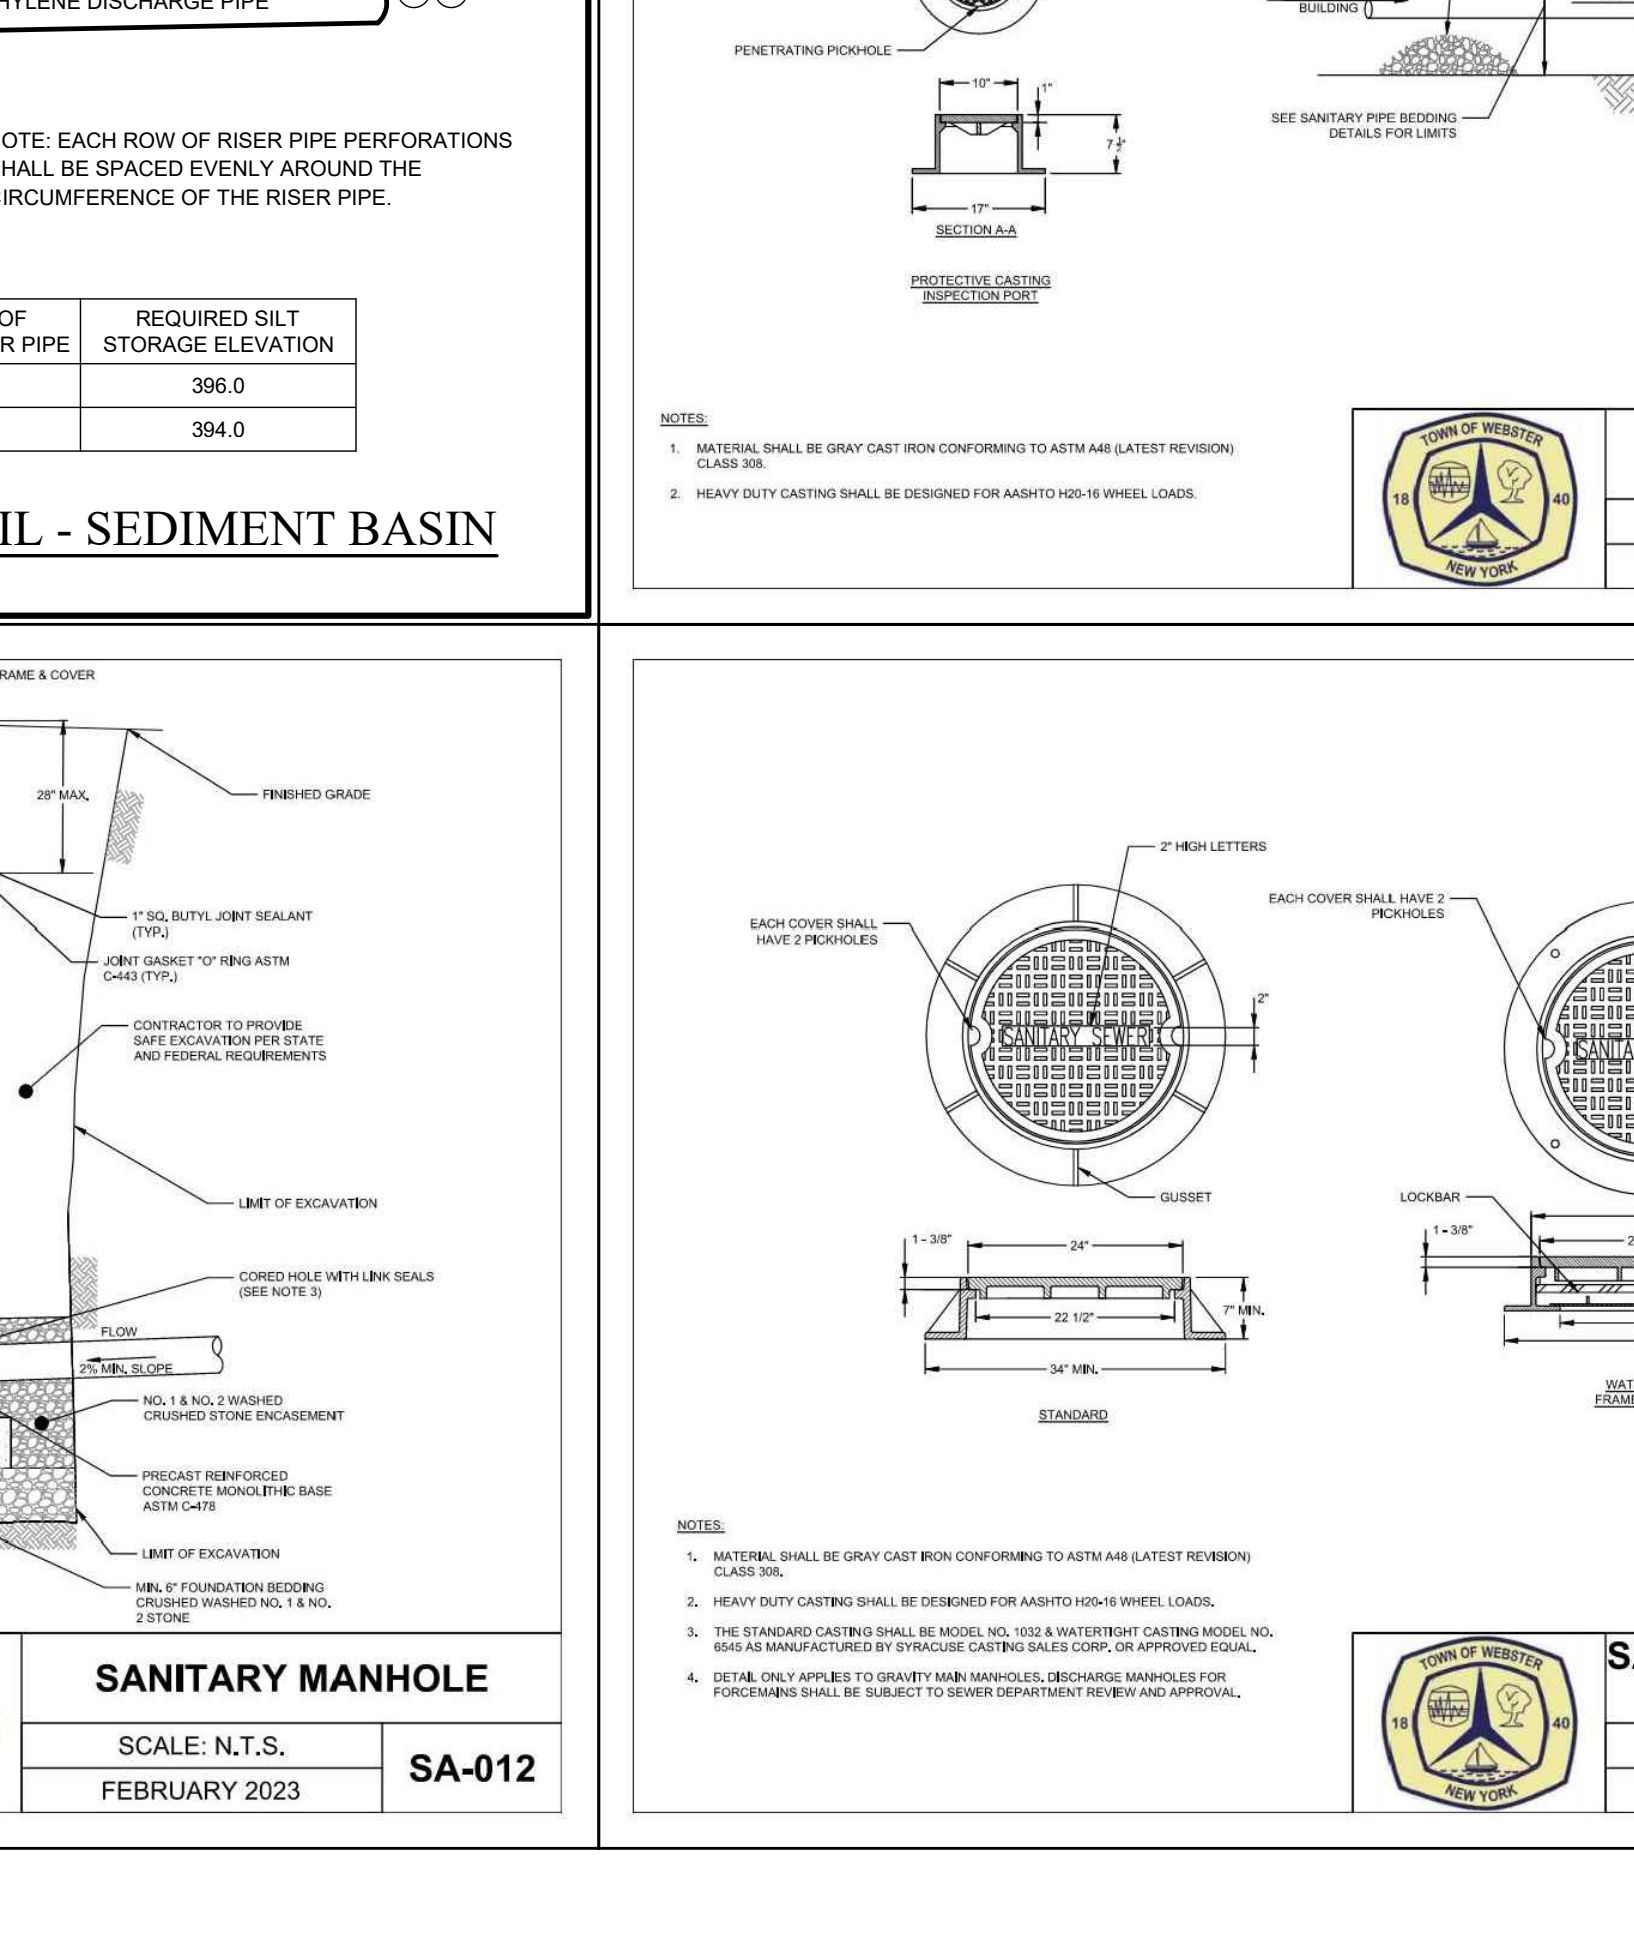 HYLENE DISCHARGE PIPE
OTE: EACH ROW OF RISER PIPE PERFORATIONS
HALL BE SPACED EVENLY AROUND THE
IRCUMFERENCE OF THE RISER PIPE.
OF
R PIPE
REQUIRED SILT
STORAGE ELEVATION
396.0
394.0
IL - SEDIMENT BASIN
PENETRATING PICKHOLE
10"
1"
7 ½"
17"
SECTION A-A
PROTECTIVE CASTING
INSPECTION PORT
BUILDING
SEE SANITARY PIPE BEDDING
DETAILS FOR LIMITS
NOTES:
1. MATERIAL SHALL BE GRAY CAST IRON CONFORMING TO ASTM A48 (LATEST REVISION)
CLASS 308.
2. HEAVY DUTY CASTING SHALL BE DESIGNED FOR AASHTO H20-16 WHEEL LOADS.
TOWN OF WEBSTER
18 40
NEW YORK
RAME & COVER
28" MAX.
FINISHED GRADE
1" SQ. BUTYL JOINT SEALANT
(TYP.)
JOINT GASKET "O" RING ASTM
C-443 (TYP.)
CONTRACTOR TO PROVIDE
SAFE EXCAVATION PER STATE
AND FEDERAL REQUIREMENTS
LIMIT OF EXCAVATION
CORED HOLE WITH LINK SEALS
(SEE NOTE 3)
FLOW
2% MIN. SLOPE
NO. 1 & NO. 2 WASHED
CRUSHED STONE ENCASEMENT
PRECAST REINFORCED
CONCRETE MONOLITHIC BASE
ASTM C-478
LIMIT OF EXCAVATION
MIN. 6" FOUNDATION BEDDING
CRUSHED WASHED NO. 1 & NO.
2 STONE
SANITARY MANHOLE
SCALE: N.T.S.
FEBRUARY 2023
SA-012
2" HIGH LETTERS
EACH COVER SHALL
HAVE 2 PICKHOLES
SANITARY SEWER
2"
GUSSET
1 - 3/8"
24"
22 1/2"
7" MIN.
34" MIN.
STANDARD
EACH COVER SHALL HAVE 2
PICKHOLES
SANITA
LOCKBAR
1 - 3/8"
2
WAT
FRAME
NOTES:
1. MATERIAL SHALL BE GRAY CAST IRON CONFORMING TO ASTM A48 (LATEST REVISION)
CLASS 308.
2. HEAVY DUTY CASTING SHALL BE DESIGNED FOR AASHTO H20-16 WHEEL LOADS.
3. THE STANDARD CASTING SHALL BE MODEL NO. 1032 & WATERTIGHT CASTING MODEL NO.
6545 AS MANUFACTURED BY SYRACUSE CASTING SALES CORP. OR APPROVED EQUAL.
4. DETAIL ONLY APPLIES TO GRAVITY MAIN MANHOLES. DISCHARGE MANHOLES FOR
FORCEMAINS SHALL BE SUBJECT TO SEWER DEPARTMENT REVIEW AND APPROVAL.
TOWN OF WEBSTER
18 40
NEW YORK